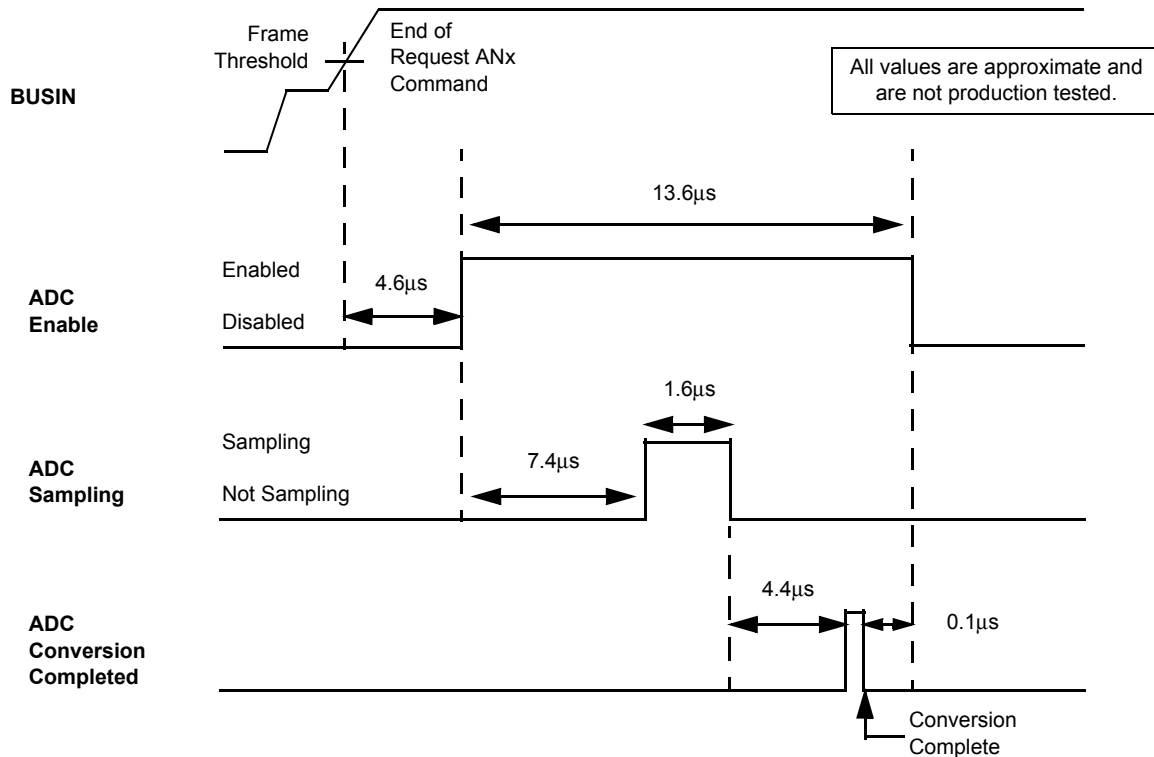 Frame
Threshold
End of
Request ANx
Command
All values are approximate and
are not production tested.
BUSIN
13.6μs
Enabled
4.6μs
ADC
Enable
Disabled
1.6μs
Sampling
7.4μs
ADC
Sampling
Not Sampling
4.4μs
0.1μs
ADC
Conversion
Completed
Conversion
Complete